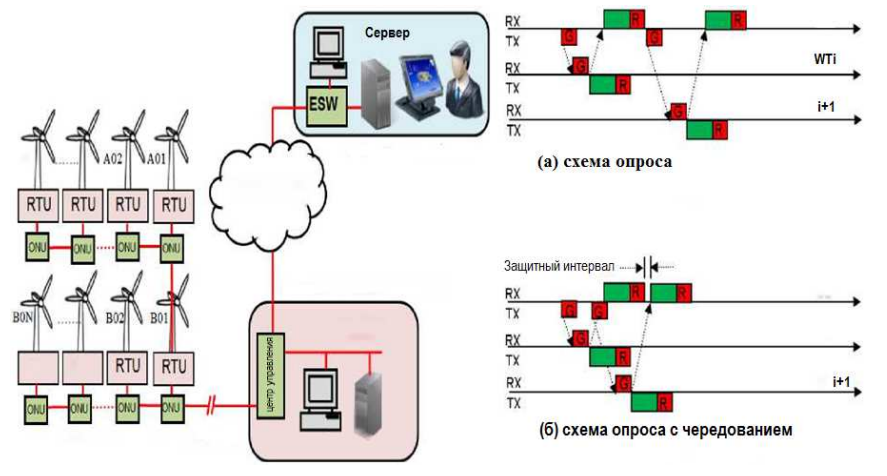 Сервер
ESW
A02
A01
RTU
RTU
RTU
RTU
ONU
ONU
ONU
ONU
B0N
B02
B01
RTU
RTU
ONU
ONU
ONU
ONU
центр управления
RX
TX
G
R
G
R
RX
TX
G
R
WTi
RX
TX
G
R
i+1
(а) схема опроса
Защитный интервал
RX
TX
G
G
R
R
G
R
RX
TX
G
R
i+1
(б) схема опроса с чередованием